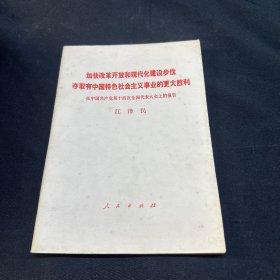 加快改革开放和现代化建设步伐
夺取有中国特色社会主义事业的更大胜利
在中国共产党第十四次全国代表大会上的报告
江泽民
人民出版社